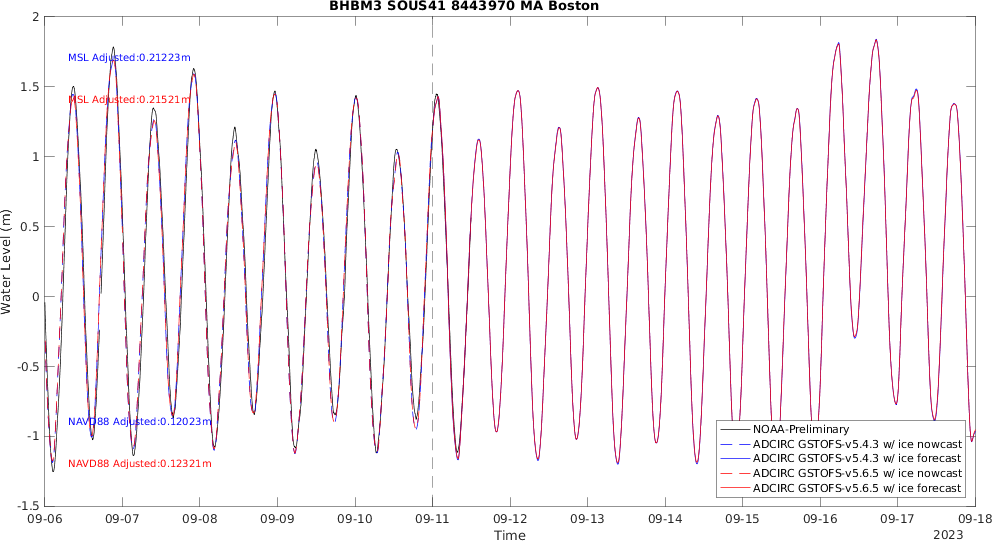 BHBM3 SOUS41 8443970 MA Boston
2
1.5
1
0.5
0
-0.5
-1
-1.5
Water Level (m)
MSL Adjusted:0.21223m
MSL Adjusted:0.21521m
NAVD88 Adjusted:0.12023m
NAVD88 Adjusted:0.12321m
NOAA-Preliminary
ADCIRC GSTOFS-v5.4.3 w/ ice nowcast
ADCIRC GSTOFS-v5.4.3 w/ ice forecast
ADCIRC GSTOFS-v5.6.5 w/ ice nowcast
ADCIRC GSTOFS-v5.6.5 w/ ice forecast
09-06 09-07 09-08 09-09 09-10 09-11 09-12 09-13 09-14 09-15 09-16 09-17 09-18
Time
2023